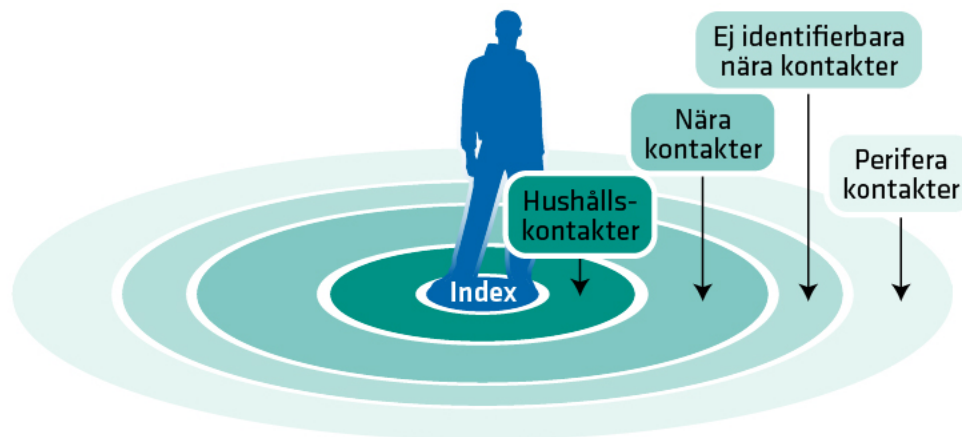 Ej identifierbara
nära kontakter
Nära
kontakter
Perifera
kontakter
Hushålls-
kontakter
Index